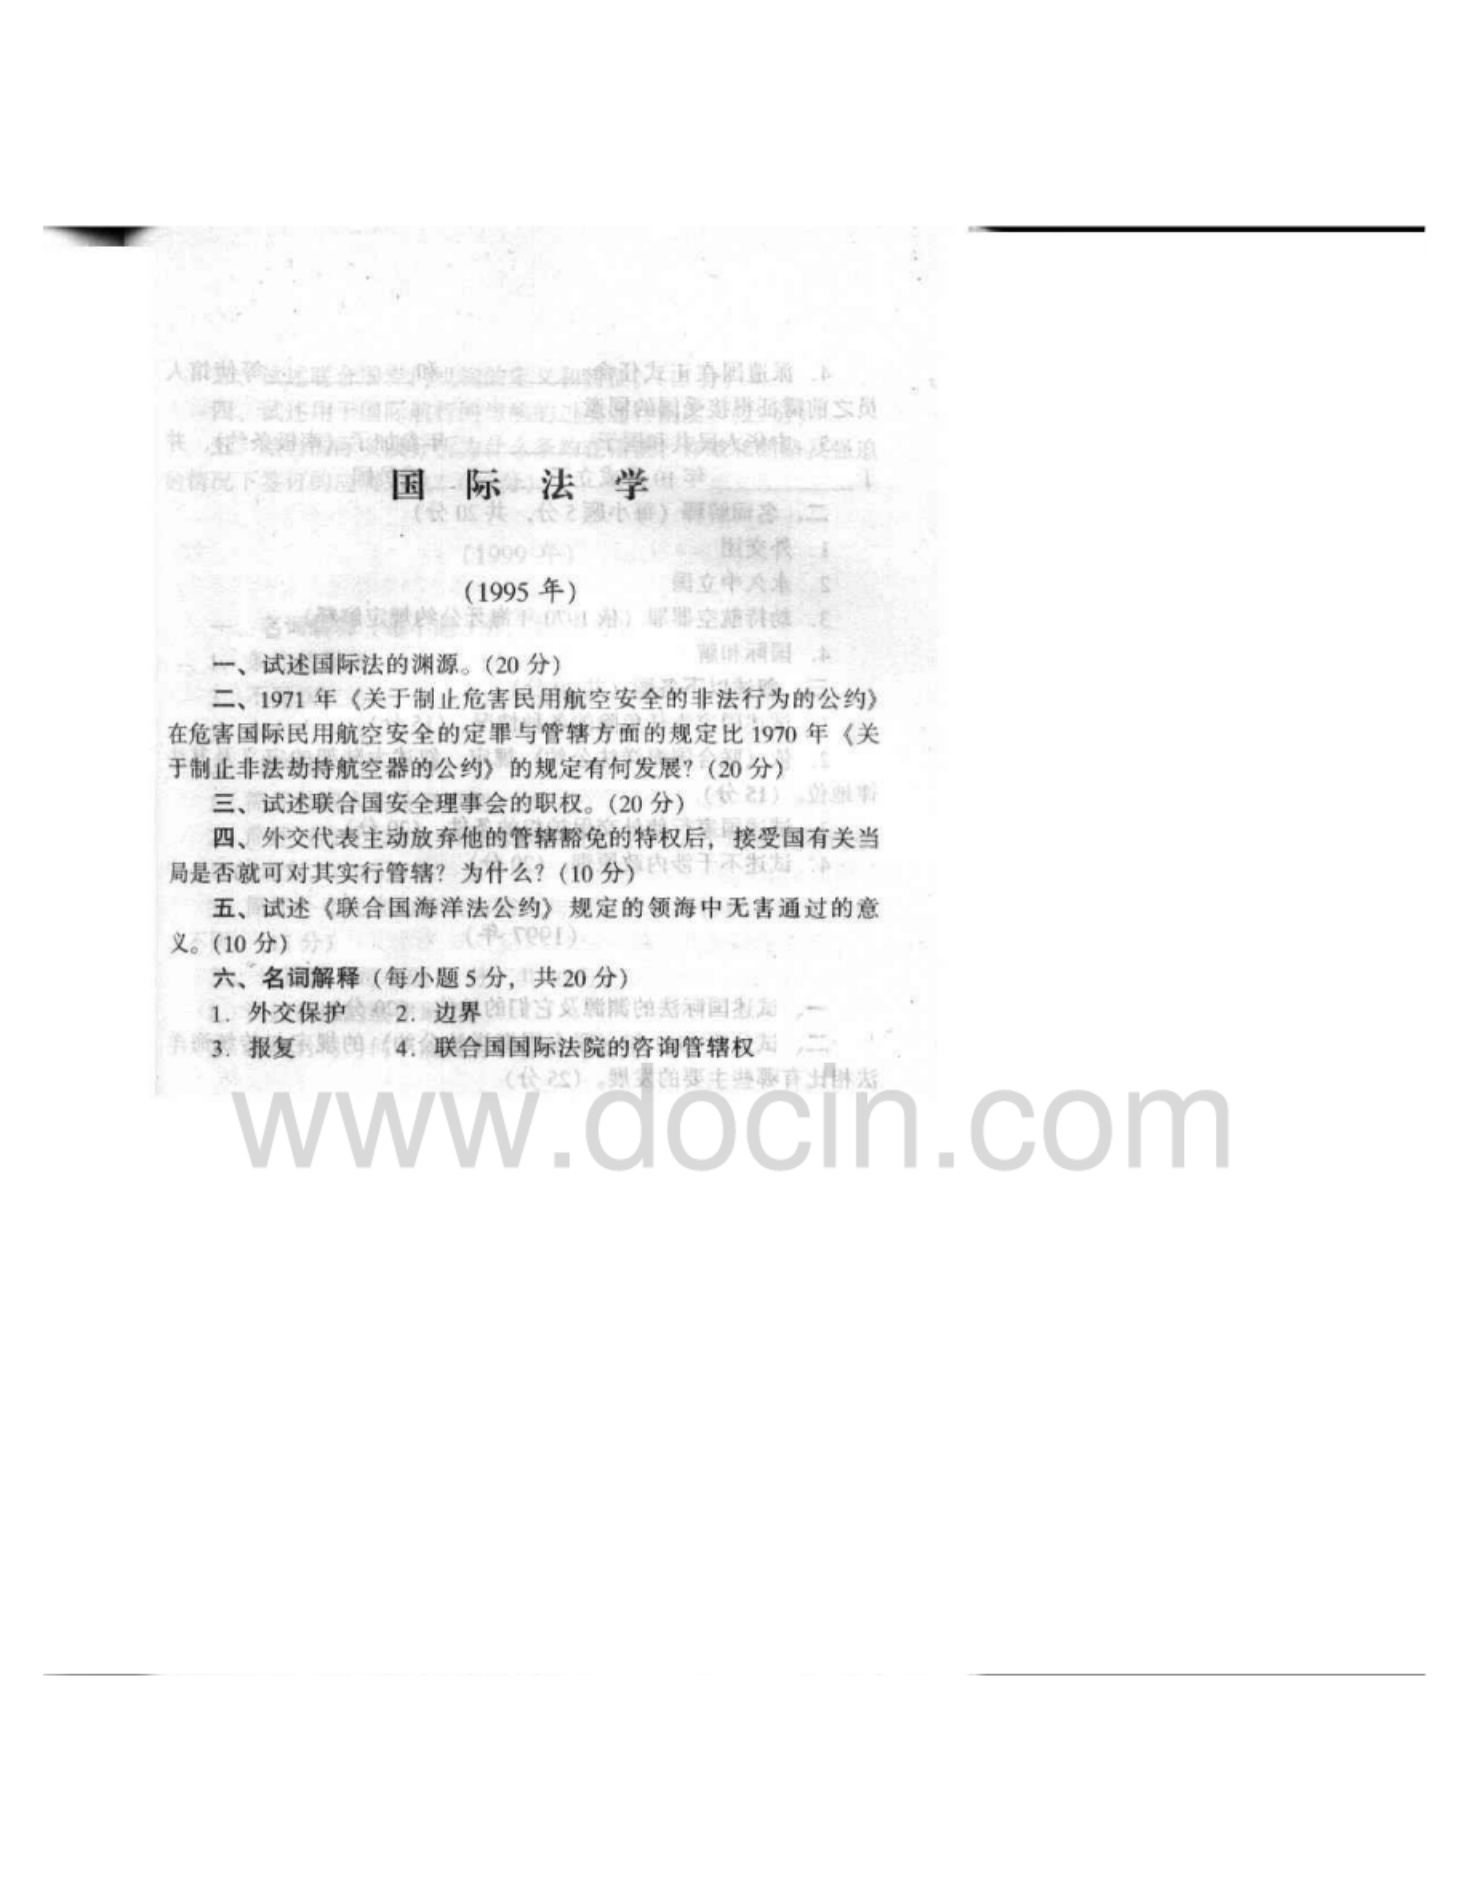 国 际 法 学
(1995 年)
一、试述国际法的渊源。(20 分)
二、1971 年《关于制止危害民用航空安全的非法行为的公约》
在危害国际民用航空安全的定罪与管辖方面的规定比 1970 年《关
于制止非法劫持航空器的公约》的规定有何发展？(20 分)
三、试述联合国安全理事会的职权。(20 分)
四、外交代表主动放弃他的管辖豁免的特权后，接受国有关当
局是否就可对其实行管辖？为什么？(10 分)
五、试述《联合国海洋法公约》规定的领海中无害通过的意
义。(10 分)
六、名词解释 (每小题 5 分，共 20 分)
1. 外交保护 2. 边界
3. 报复 4. 联合国国际法院的咨询管辖权
www.docin.com